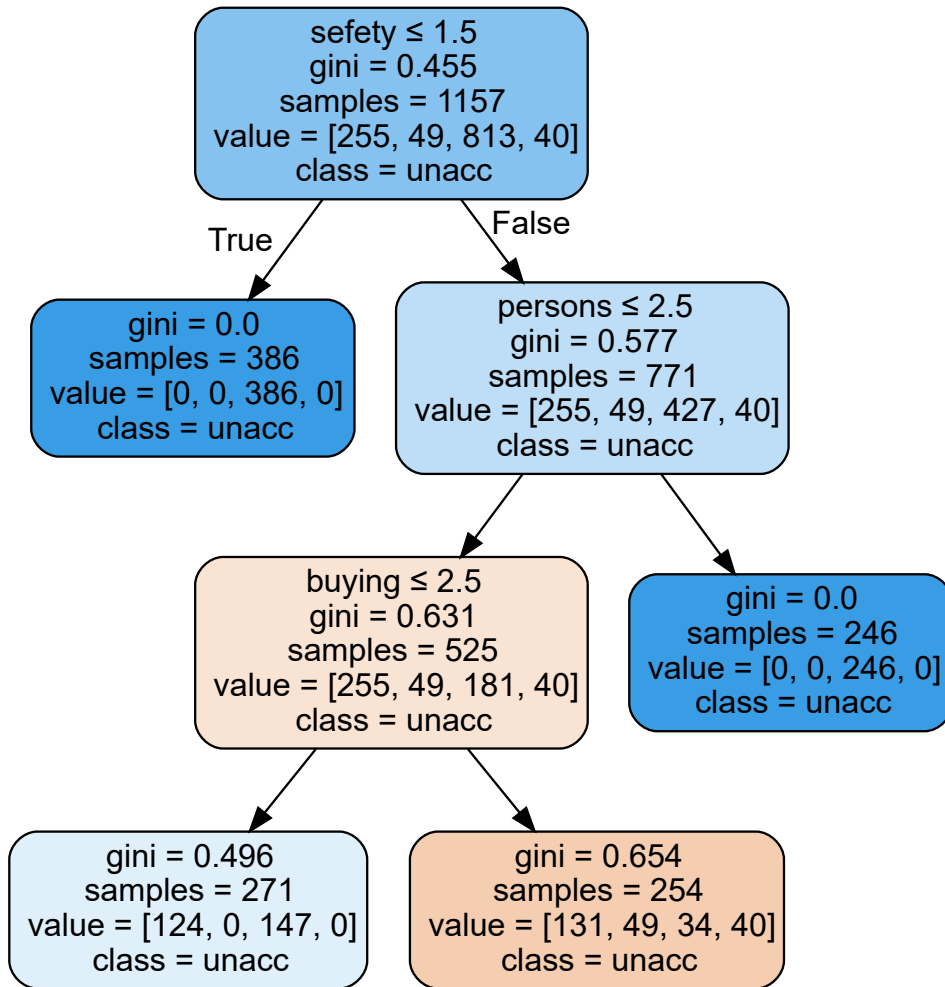 sefety ≤ 1.5
gini = 0.455
samples = 1157
value = [255, 49, 813, 40]
class = unacc
True
False
gini = 0.0
samples = 386
value = [0, 0, 386, 0]
class = unacc
persons ≤ 2.5
gini = 0.577
samples = 771
value = [255, 49, 427, 40]
class = unacc
buying ≤ 2.5
gini = 0.631
samples = 525
value = [255, 49, 181, 40]
class = unacc
gini = 0.0
samples = 246
value = [0, 0, 246, 0]
class = unacc
gini = 0.496
samples = 271
value = [124, 0, 147, 0]
class = unacc
gini = 0.654
samples = 254
value = [131, 49, 34, 40]
class = unacc